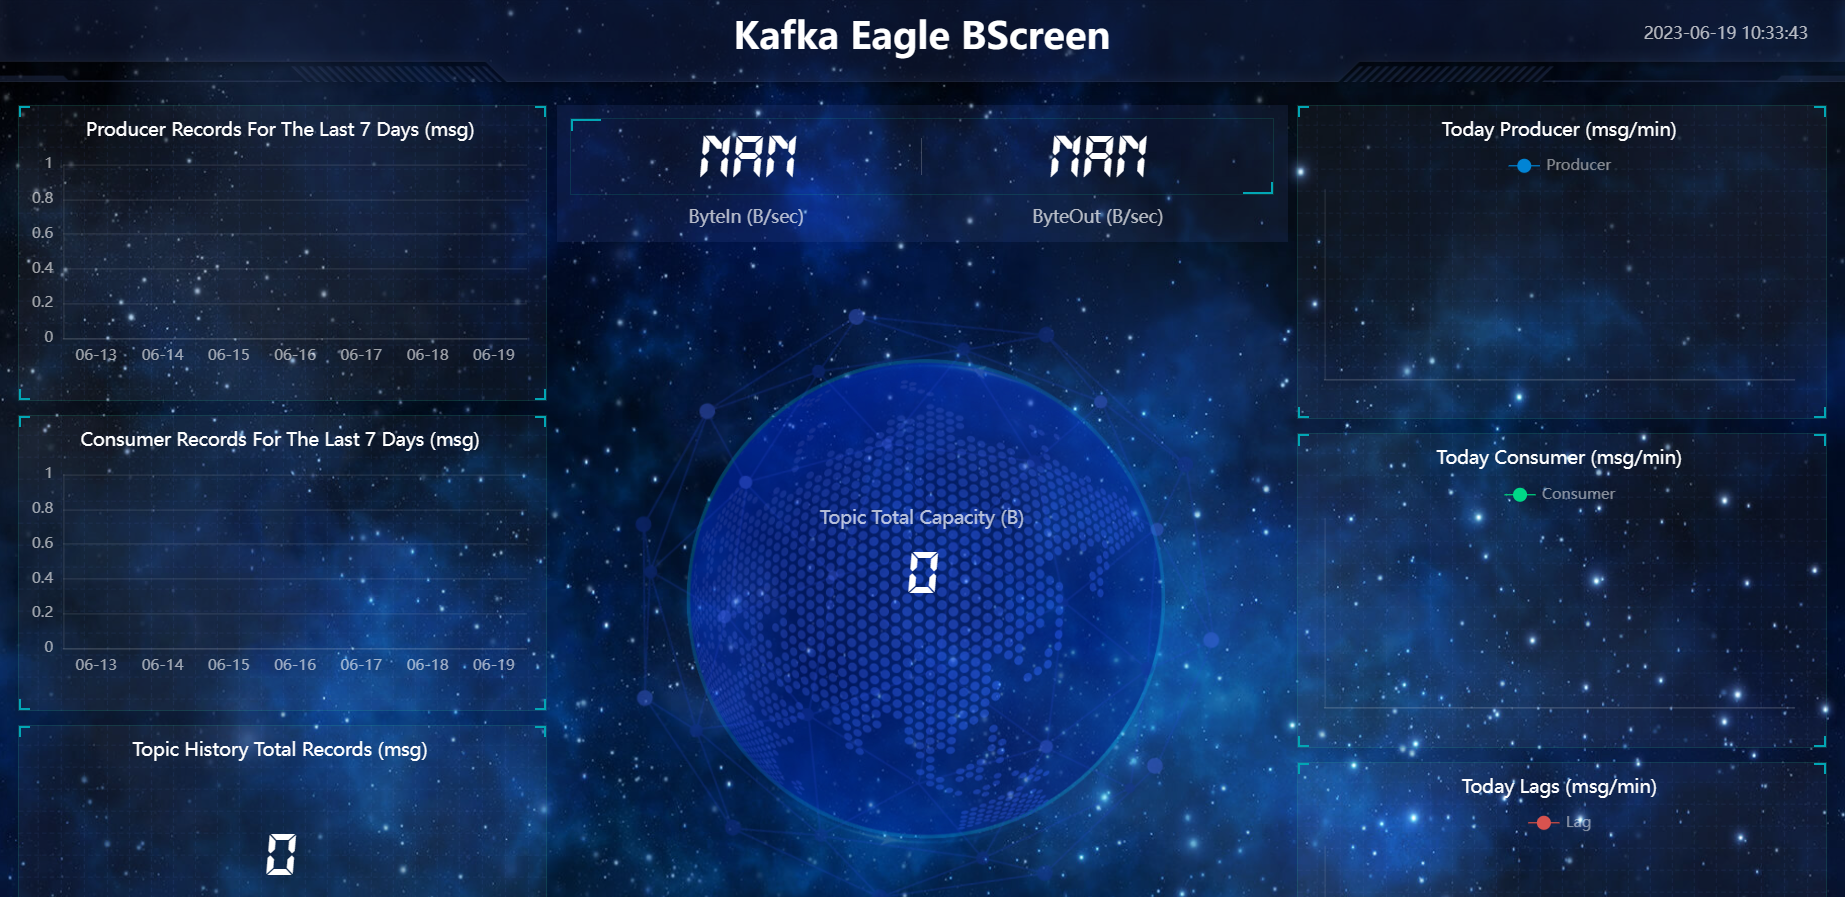 Kafka Eagle BScreen
2023-06-19 10:33:43
Producer Records For The Last 7 Days (msg)
1
0.8
0.6
0.4
0.2
0
06-13 06-14 06-15 06-16 06-17 06-18 06-19
Consumer Records For The Last 7 Days (msg)
1
0.8
0.6
0.4
0.2
0
06-13 06-14 06-15 06-16 06-17 06-18 06-19
Topic History Total Records (msg)
0
NAN NAN
ByteIn (B/sec) ByteOut (B/sec)
Topic Total Capacity (B)
0
Today Producer (msg/min)
Producer
Today Consumer (msg/min)
Consumer
Today Lags (msg/min)
Lag